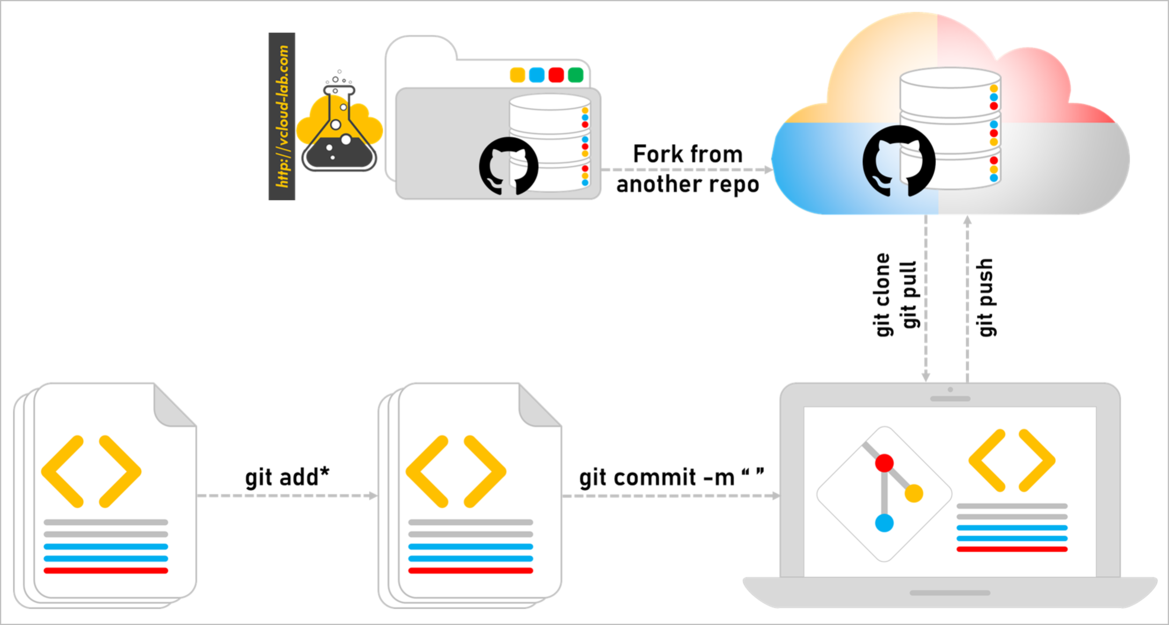 http://vcloud-lab.com
Fork from
another repo
git clone
git pull
git push
git add*
git commit -m “ ”